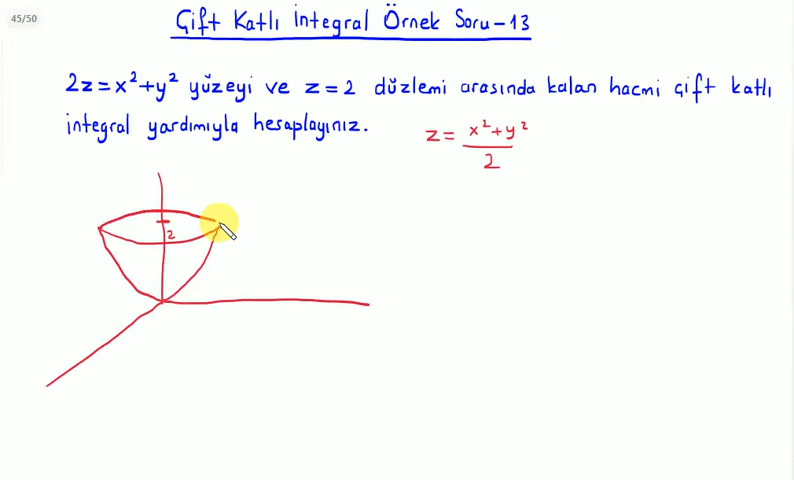 45/50
Çift Katlı İntegral Örnek Soru-13
2z = x² + y² yüzeyi ve z = 2 düzlemi arasında kalan hacmi çift katlı
integral yardımıyla hesaplayınız.
z = x² + y²
2
2